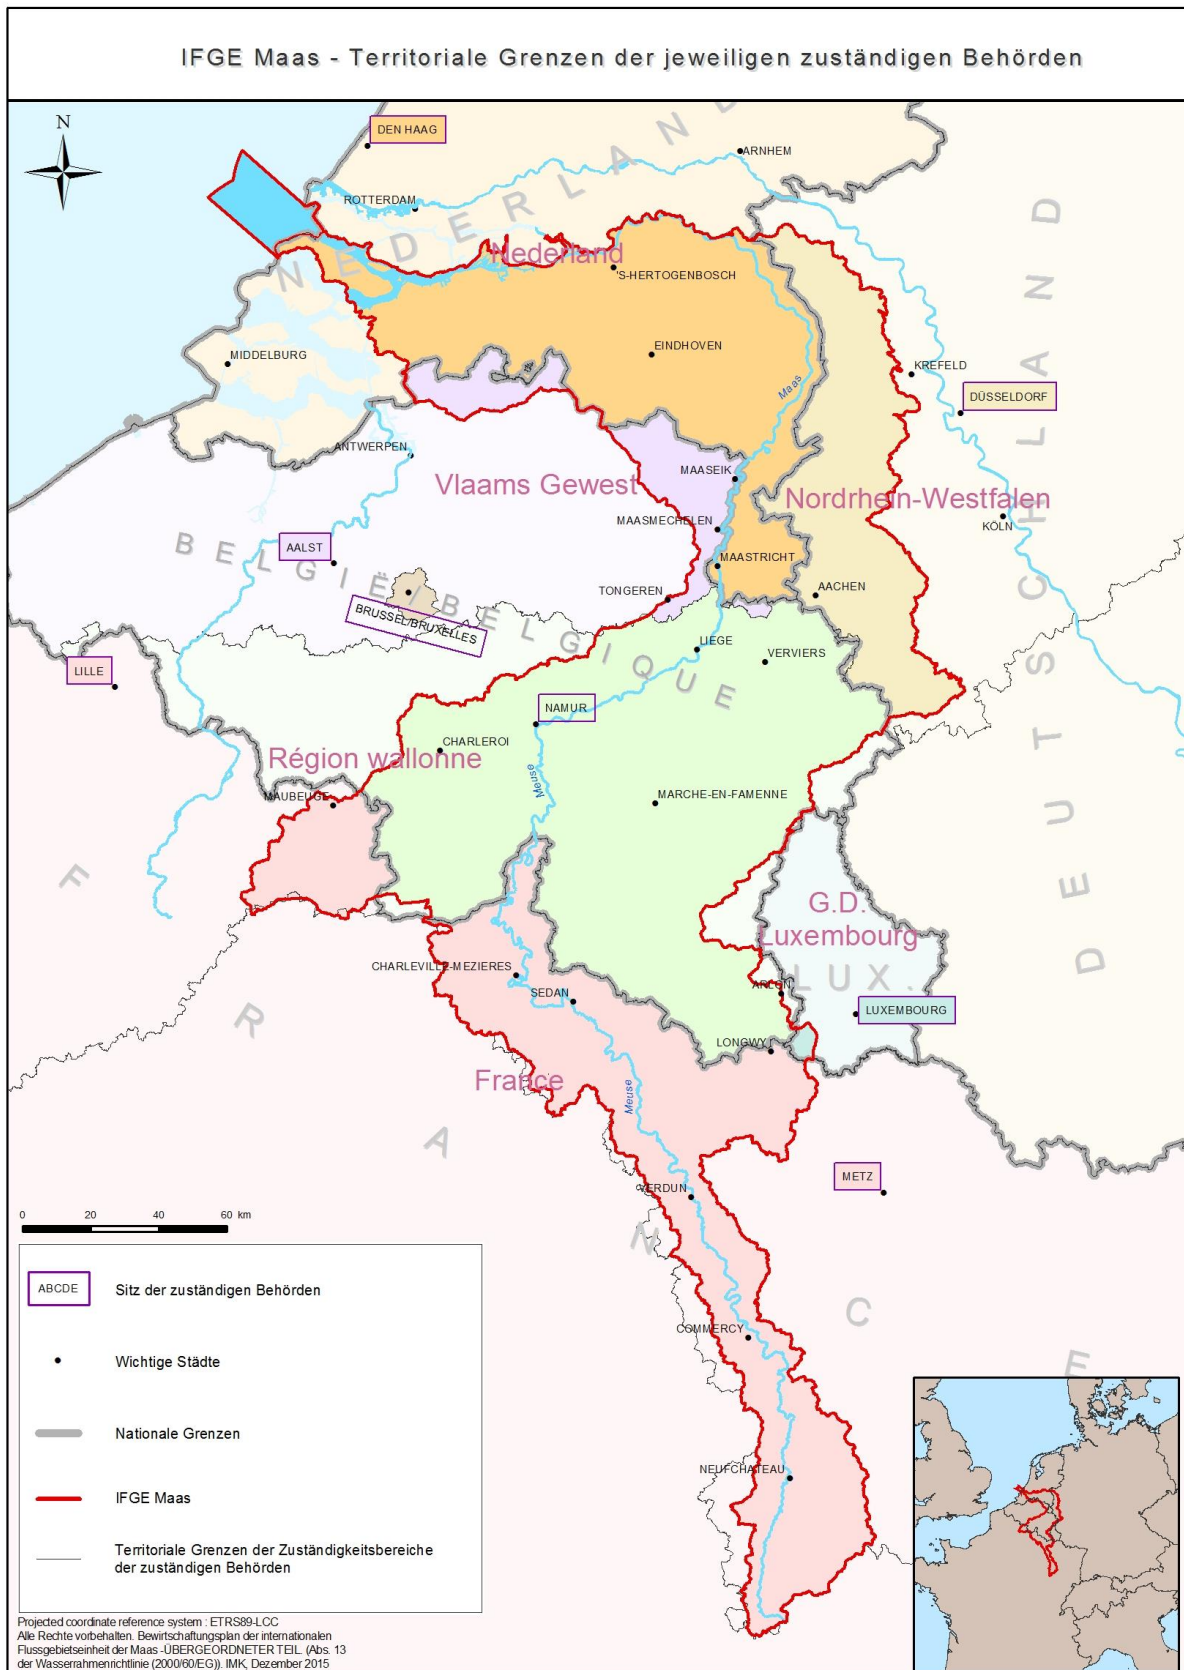 IFGE Maas - Territoriale Grenzen der jeweiligen zuständigen Behörden
N
DEN HAAG
ARNHEM
ROTTERDAM
NEDERLAND
Nederland
'S-HERTOGENBOSCH
MIDDELBURG
EINDHOVEN
Maas
KREFELD
DÜSSELDORF
ANTWERPEN
Vlaams Gewest
MAASEIK
Nordrhein-Westfalen
MAASMECHELEN
KÖLN
AALST
MAASTRICHT
BELGIË / BELGIQUE
TONGEREN
AACHEN
BRUSSEL/BRUXELLES
LIEGE
VERVIERS
LILLE
NAMUR
DEUTSCHLAND
CHARLEROI
Région wallonne
Meuse
MAUBEUGE
MARCHE-EN-FAMENNE
G.D.
Luxembourg
LUX.
CHARLEVILLE-MEZIERES
SEDAN
ARLON
LUXEMBOURG
LONGWY
France
Meuse
FRANCE
METZ
VERDUN
0 20 40 60 km
COMMERCY
NEUFCHATEAU
ABCDE Sitz der zuständigen Behörden
Wichtige Städte
Nationale Grenzen
IFGE Maas
Territoriale Grenzen der Zuständigkeitsbereiche
der zuständigen Behörden
Projected coordinate reference system : ETRS89-LCC
Alle Rechte vorbehalten. Bewirtschaftungsplan der internationalen
Flussgebietseinheit der Maas -ÜBERGEORDNETER TEIL. (Abs. 13
der Wasserrahmenrichtlinie (2000/60/EG)). IMK, Dezember 2015